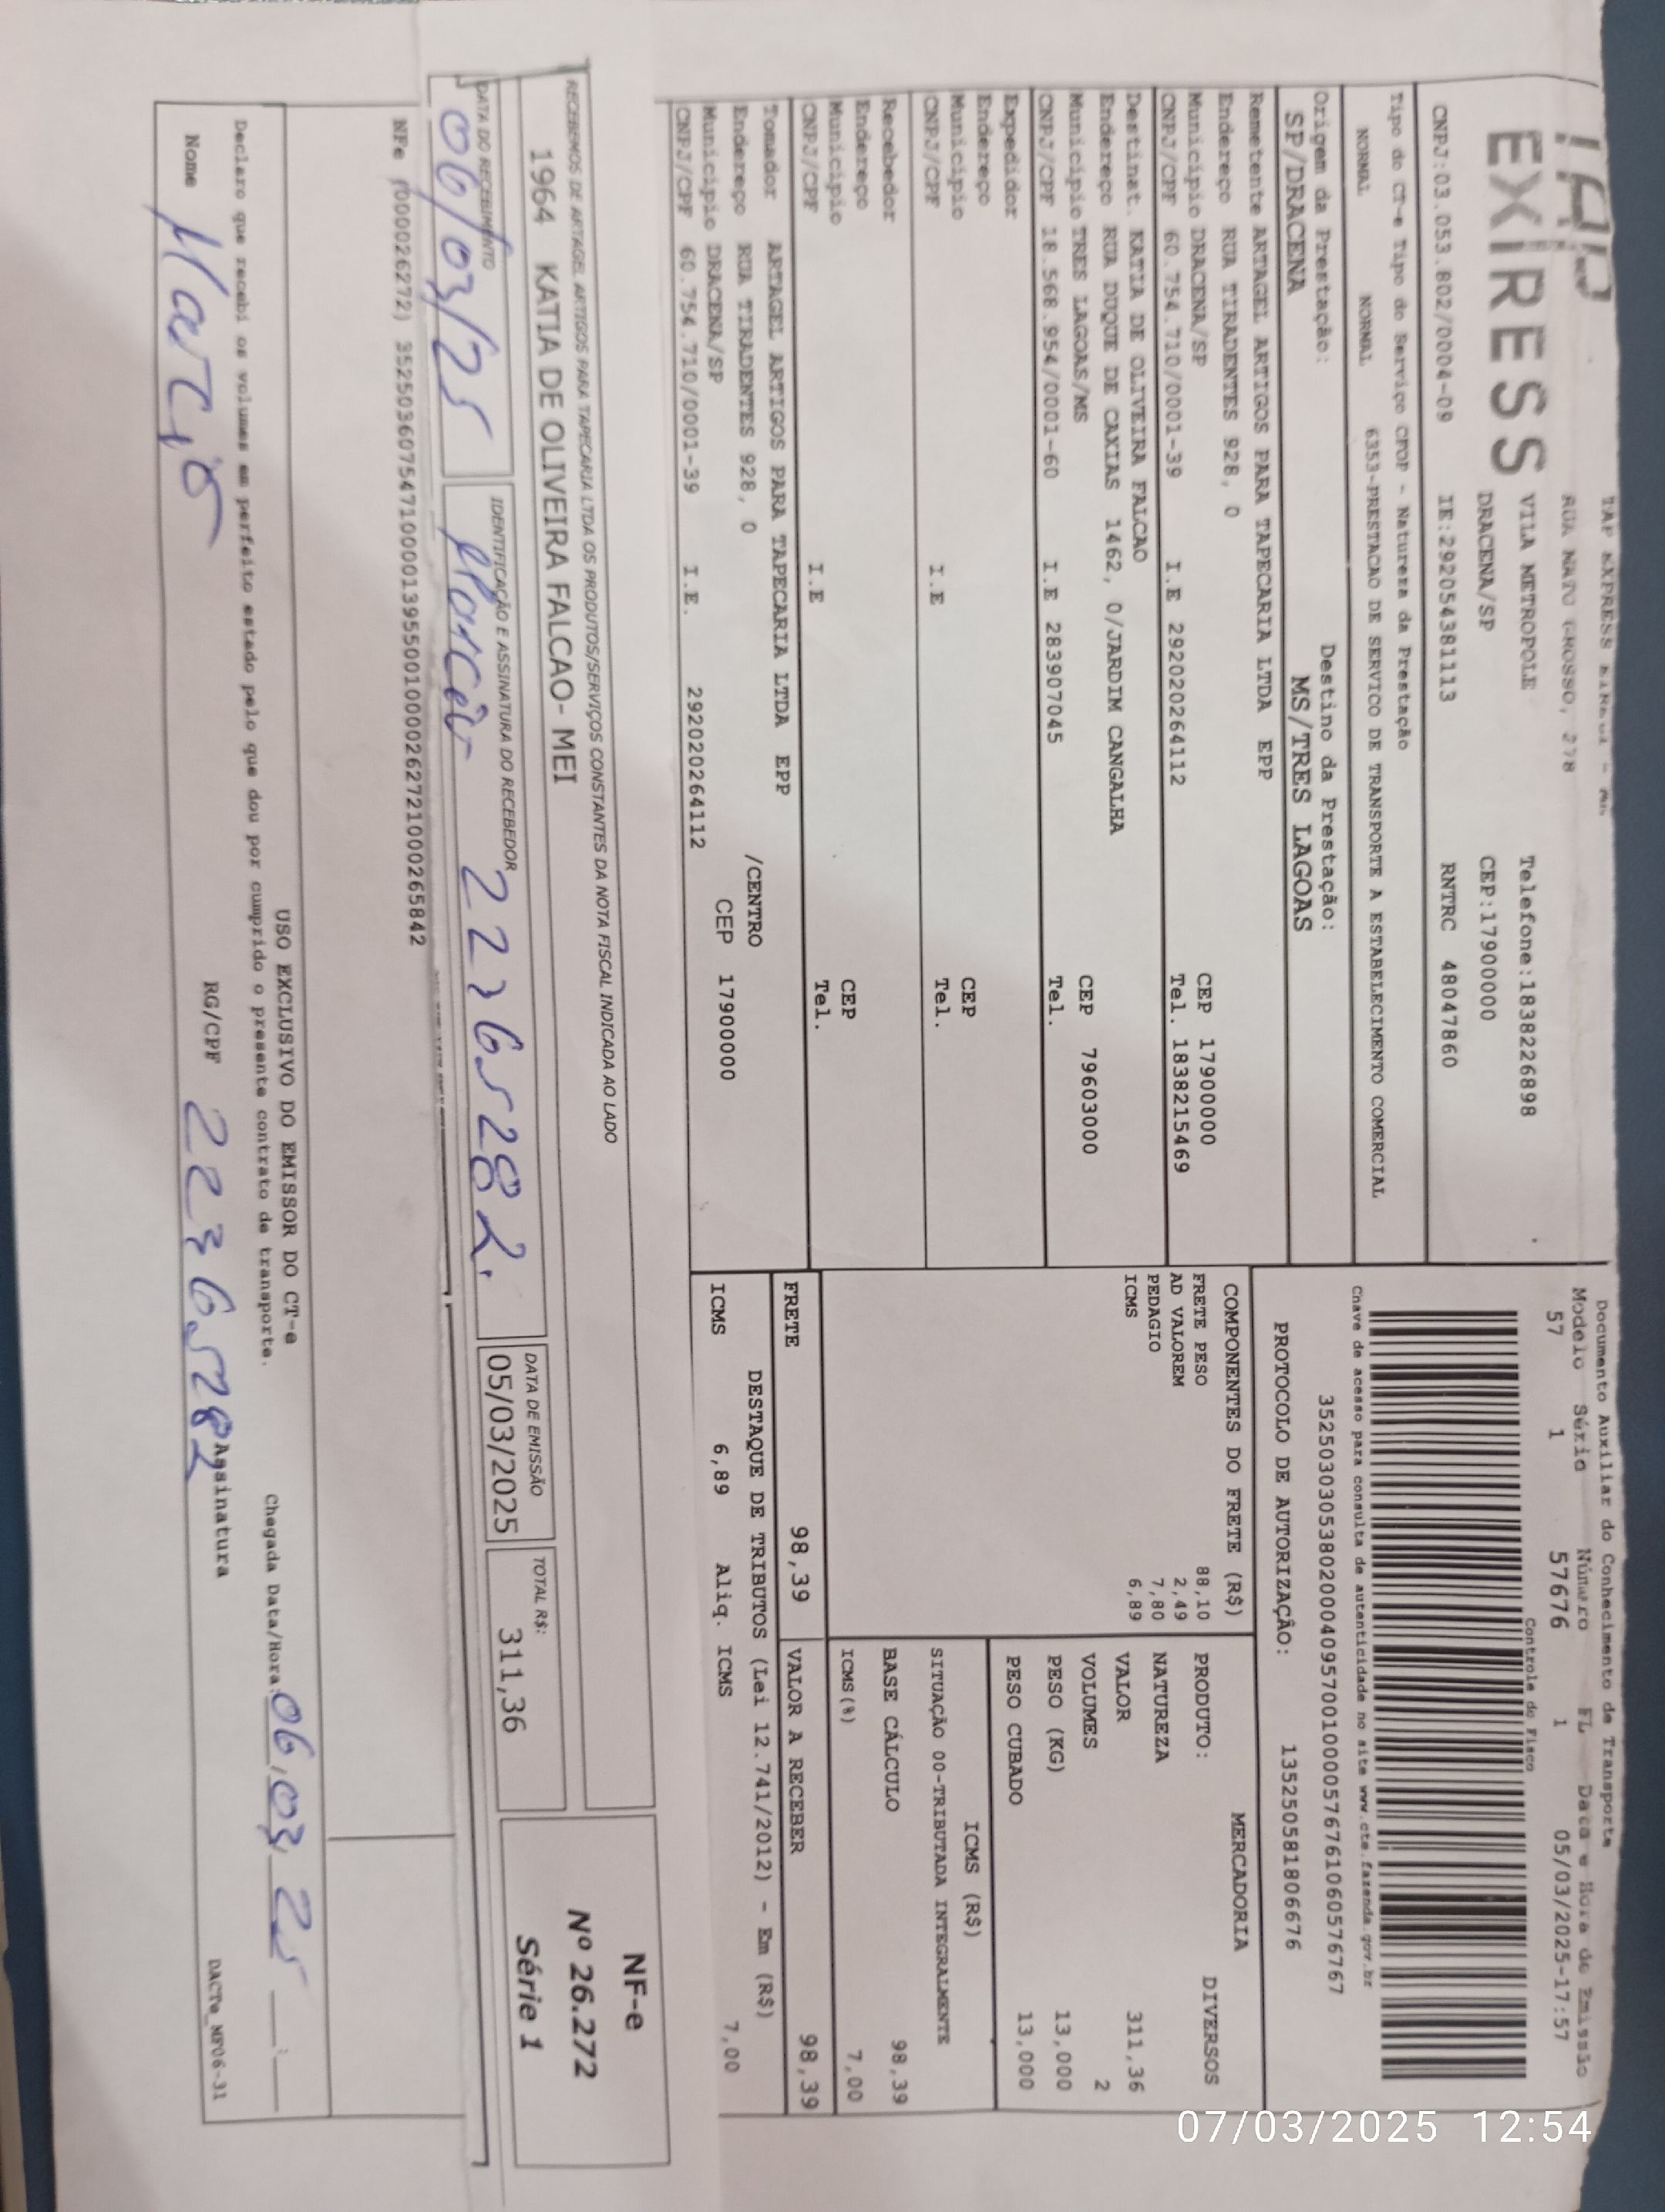 TAP
EXPRESS
TAP EXPRESS
RUA MATO GROSSO, 278
VILA METROPOLE
Telefone:1838226898
DRACENA/SP
CEP:17900000
CNPJ:03.053.802/0004-09
IE:292054381113
RNTRC 48047860
Documento Auxiliar do Conhecimento de Transporte
Modelo Série Número FL Data e Hora de Emissão
57 1 57676 1 05/03/2025-17:57
Controle do Fisco
Chave de acesso para consulta de autenticidade no site www.cte.fazenda.gov.br
35250303053802000409570010000576761060576767
PROTOCOLO DE AUTORIZAÇÃO: 135250581806676
Tipo do CT-e Tipo do Serviço CFOP - Natureza da Prestação
NORMAL NORMAL 6353-PRESTACAO DE SERVICO DE TRANSPORTE A ESTABELECIMENTO COMERCIAL
Origem da Prestação: Destino da Prestação:
SP/DRACENA MS/TRES LAGOAS
Remetente ARTAGEL ARTIGOS PARA TAPECARIA LTDA EPP
Endereço RUA TIRADENTES 928, 0
Município DRACENA/SP CEP 17900000
CNPJ/CPF 60.754.710/0001-39 I.E 292020264112 Tel. 1838215469
Destinat. KATIA DE OLIVEIRA FALCAO
Endereço RUA DUQUE DE CAXIAS 1462, 0/JARDIM CANGALHA
Município TRES LAGOAS/MS CEP 79603000
CNPJ/CPF 18.568.954/0001-60 I.E 283907045 Tel.
Expedidor
Endereço
Município CEP
CNPJ/CPF I.E Tel.
Recebedor
Endereço
Município CEP
CNPJ/CPF I.E Tel.
Tomador ARTAGEL ARTIGOS PARA TAPECARIA LTDA EPP
Endereço RUA TIRADENTES 928, 0 /CENTRO
Município DRACENA/SP CEP 17900000
CNPJ/CPF 60.754.710/0001-39 I.E. 292020264112
COMPONENTES DO FRETE (R$)
FRETE PESO 88,10
AD VALOREM 2,49
PEDAGIO 7,80
ICMS 6,89
MERCADORIA
PRODUTO: DIVERSOS
NATUREZA
VALOR 311,36
VOLUMES 2
PESO (KG) 13,000
PESO CUBADO 13,000
ICMS (R$)
SITUAÇÃO 00-TRIBUTADA INTEGRALMENTE
BASE CÁLCULO 98,39
ICMS(%) 7,00
FRETE 98,39 VALOR A RECEBER 98,39
DESTAQUE DE TRIBUTOS (Lei 12.741/2012) - Em (R$)
ICMS 6,89 Aliq. ICMS 7,00
RECEBEMOS DE ARTAGEL ARTIGOS PARA TAPECARIA LTDA OS PRODUTOS/SERVIÇOS CONSTANTES DA NOTA FISCAL INDICADA AO LADO
1964 KATIA DE OLIVEIRA FALCAO- MEI
NF-e
Nº 26.272
Série 1
DATA DO RECEBIMENTO
06/03/25
IDENTIFICAÇÃO E ASSINATURA DO RECEBEDOR
22365282
DATA DE EMISSÃO
05/03/2025
TOTAL R$:
311,36
NFe (000026272) 35250360754710000139550010000262721000265842
USO EXCLUSIVO DO EMISSOR DO CT-e
Declaro que recebi os volumes em perfeito estado pelo que dou por cumprido o presente contrato de transporte.
Chegada Data/Hora: 06,03,25
Nome Marcio
RG/CPF 22365282
Assinatura
DACTe_MF06-31
07/03/2025 12:54